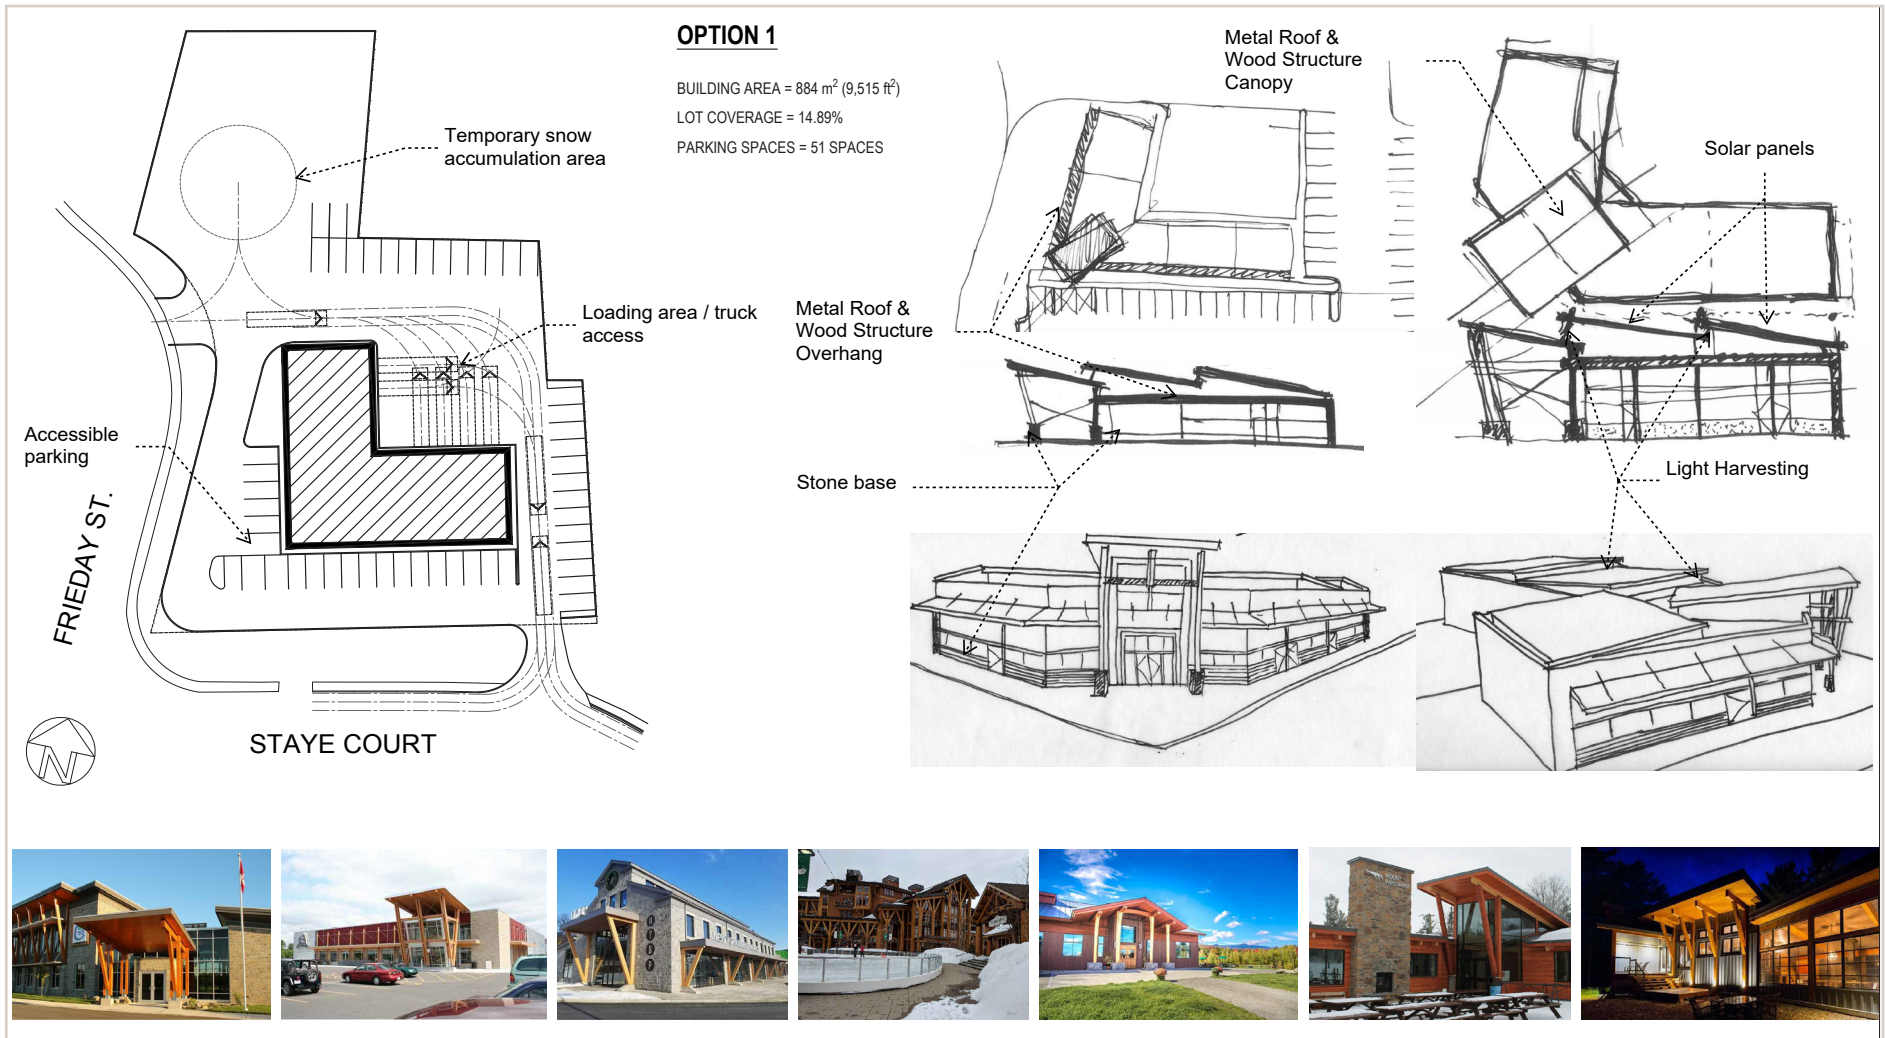 OPTION 1
BUILDING AREA = 884 m² (9,515 ft²)
LOT COVERAGE = 14.89%
PARKING SPACES = 51 SPACES
Temporary snow
accumulation area
Loading area / truck
access
Accessible
parking
FRIEDAY ST.
STAYE COURT
N
Metal Roof &
Wood Structure
Canopy
Solar panels
Metal Roof &
Wood Structure
Overhang
Stone base
Light Harvesting